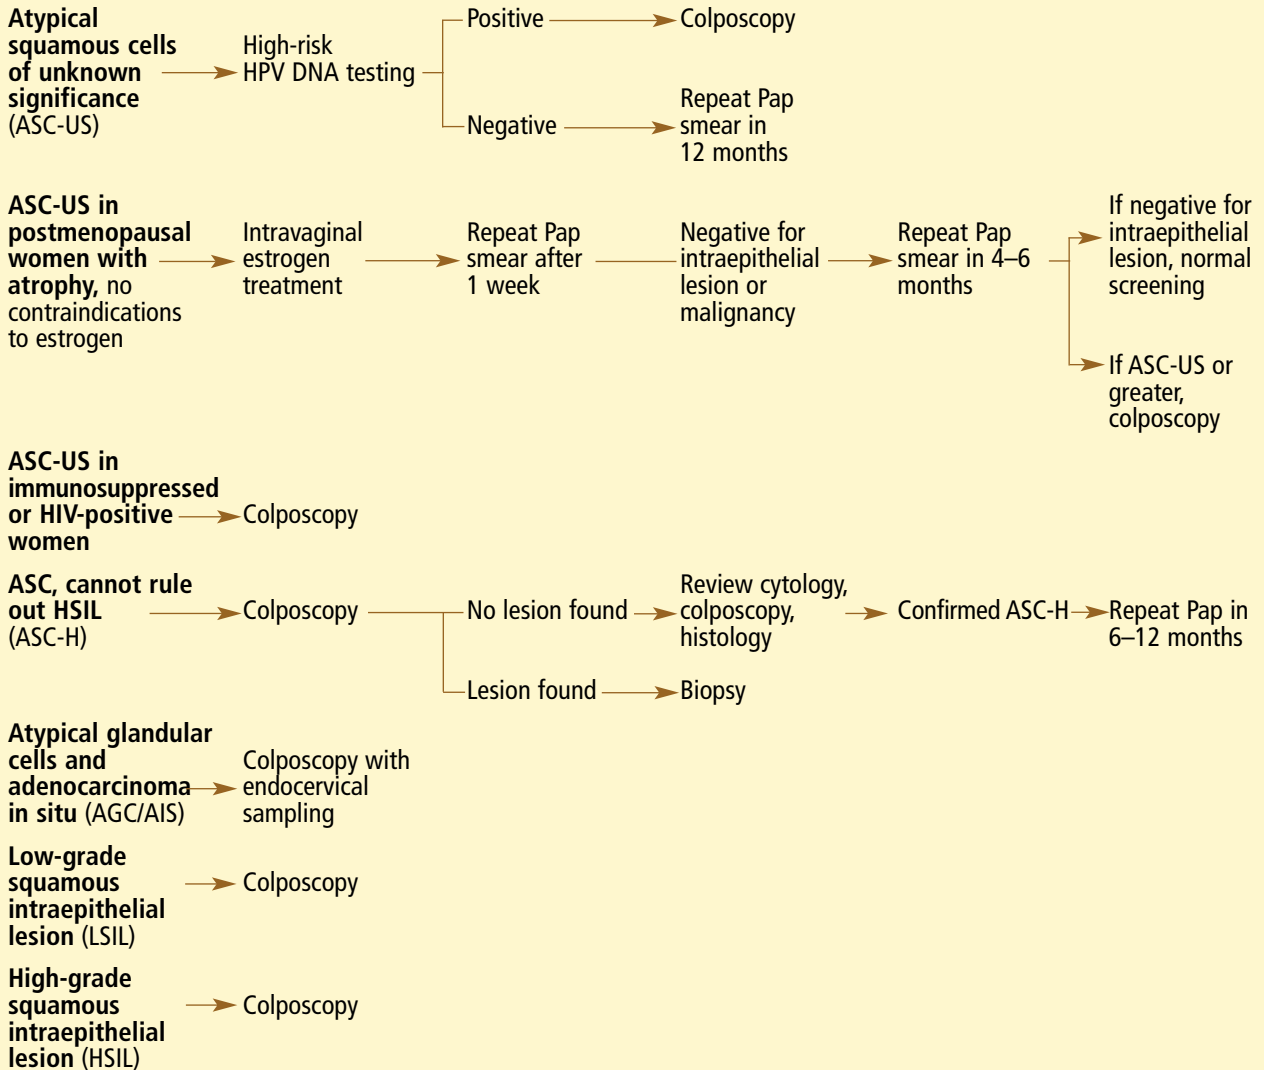 Atypical
squamous cells
of unknown
significance
(ASC-US)
High-risk
HPV DNA testing
Positive
Colposcopy
Negative
Repeat Pap
smear in
12 months
ASC-US in
postmenopausal
women with
atrophy, no
contraindications
to estrogen
Intravaginal
estrogen
treatment
Repeat Pap
smear after
1 week
Negative for
intraepithelial
lesion or
malignancy
Repeat Pap
smear in 4–6
months
If negative for
intraepithelial
lesion, normal
screening
If ASC-US or
greater,
colposcopy
ASC-US in
immunosuppressed
or HIV-positive
women
Colposcopy
ASC, cannot rule
out HSIL
(ASC-H)
Colposcopy
No lesion found
Review cytology,
colposcopy,
histology
Confirmed ASC-H
Repeat Pap in
6–12 months
Lesion found
Biopsy
Atypical glandular
cells and
adenocarcinoma
in situ (AGC/AIS)
Colposcopy with
endocervical
sampling
Low-grade
squamous
intraepithelial
lesion (LSIL)
Colposcopy
High-grade
squamous
intraepithelial
lesion (HSIL)
Colposcopy